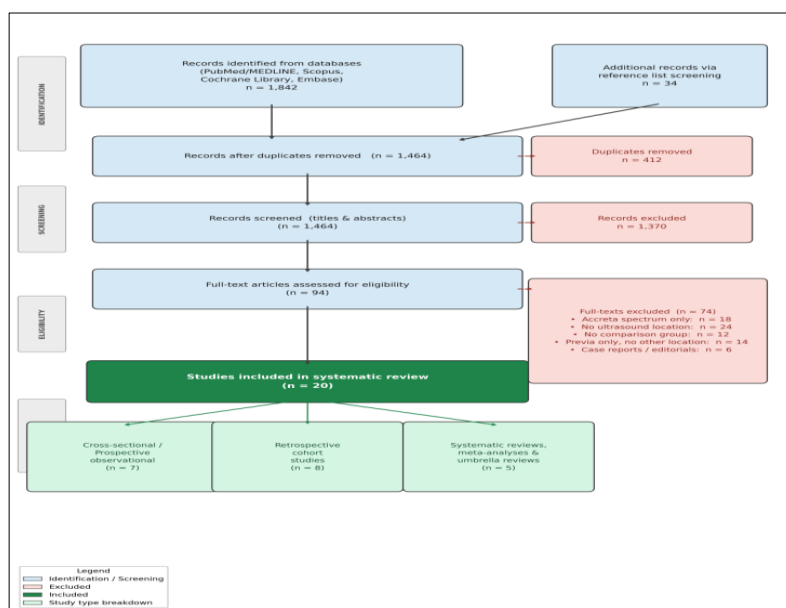 IDENTIFICATION
Records identified from databases
(PubMed/MEDLINE, Scopus,
Cochrane Library, Embase)
n = 1,842
Additional records via
reference list screening
n = 34
Records after duplicates removed (n = 1,464)
Duplicates removed
n = 412
SCREENING
Records screened (titles & abstracts)
(n = 1,464)
Records excluded
n = 1,370
ELIGIBILITY
Full-text articles assessed for eligibility
(n = 94)
Full-texts excluded (n = 74)
• Accreta spectrum only: n = 18
• No ultrasound location: n = 24
• No comparison group: n = 12
• Previa only, no other location: n = 14
• Case reports / editorials: n = 6
Studies included in systematic review
(n = 20)
Cross-sectional /
Prospective
observational
(n = 7)
Retrospective
cohort
studies
(n = 8)
Systematic reviews,
meta-analyses &
umbrella reviews
(n = 5)
Legend
Identification / Screening
Excluded
Included
Study type breakdown